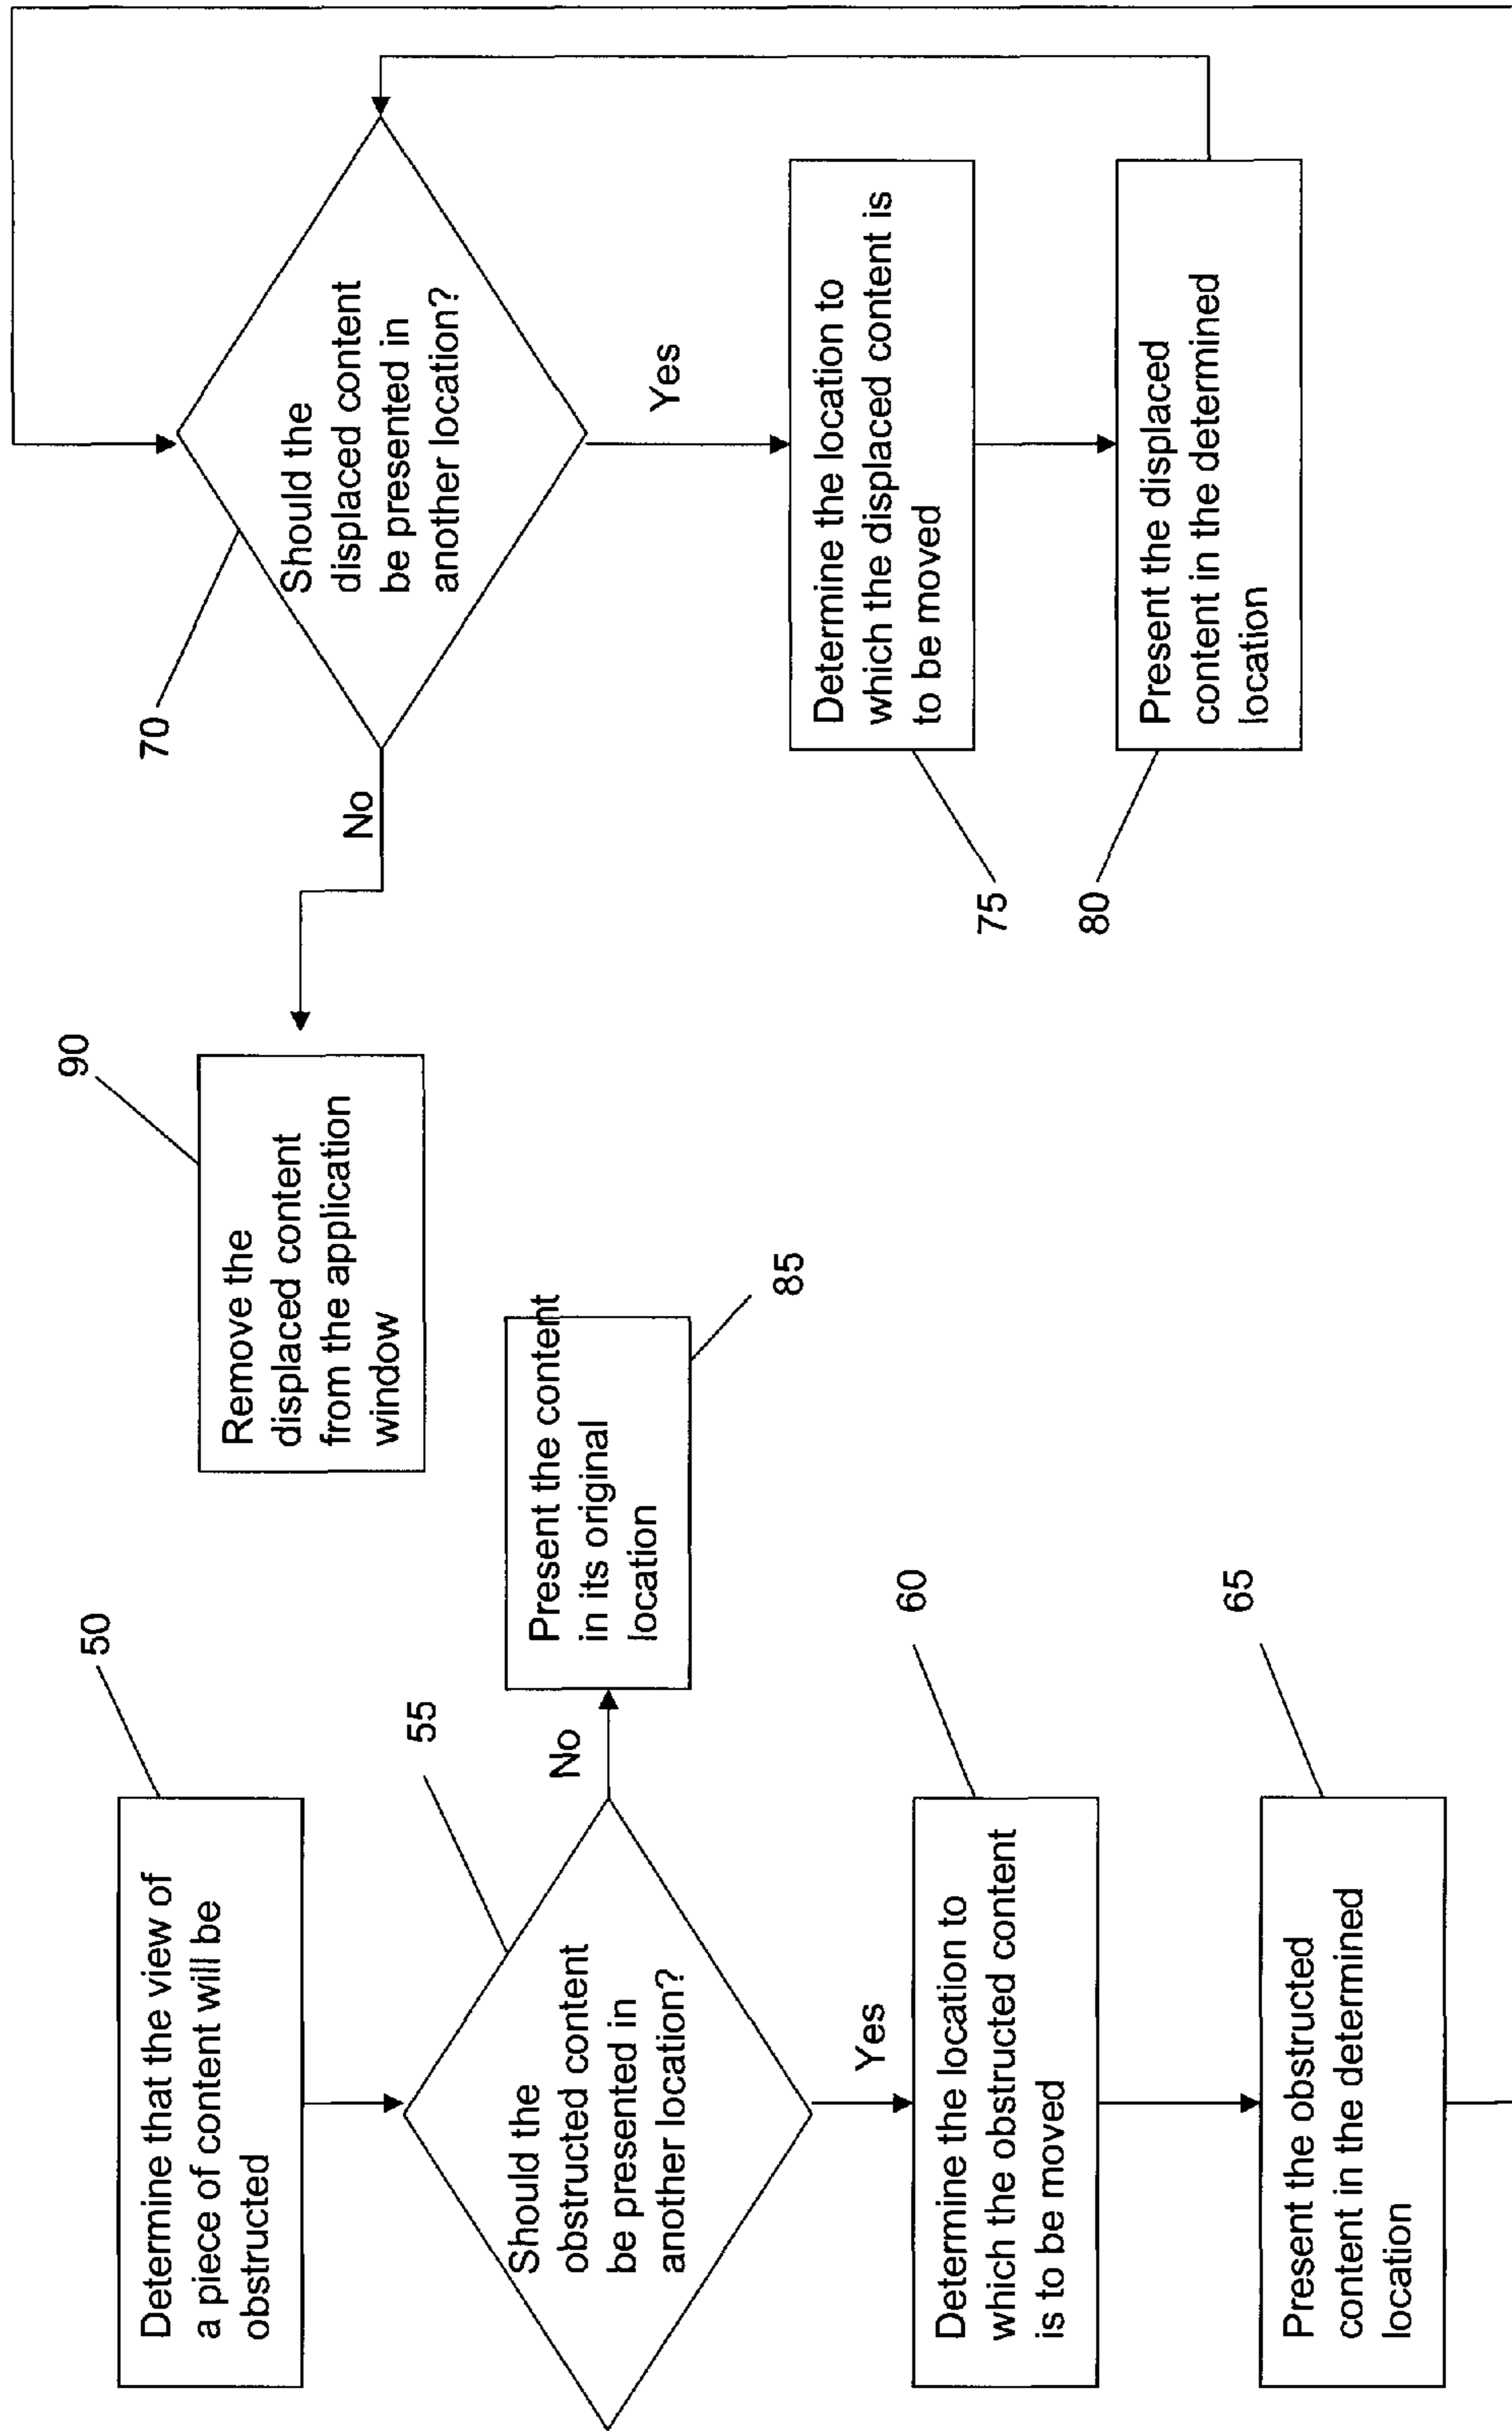 50
Determine that the view of
a piece of content will be
obstructed
55
Should the
obstructed content
be presented in
another location?
No
Present the content
in its original
location
85
Yes
60
Determine the location to
which the obstructed content
is to be moved
65
Present the obstructed
content in the determined
location
70
Should the
displaced content
be presented in
another location?
No
90
Remove the
displaced content
from the application
window
Yes
75
Determine the location to
which the displaced content is
to be moved
80
Present the displaced
content in the determined
location